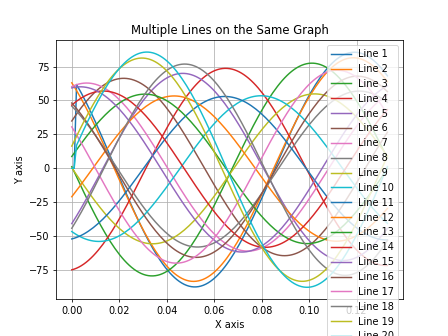 Multiple Lines on the Same Graph
Y axis
75
50
25
0
−25
−50
−75
0.00
0.02
0.04
0.06
0.08
0.10
X axis
Line 1
Line 2
Line 3
Line 4
Line 5
Line 6
Line 7
Line 8
Line 9
Line 10
Line 11
Line 12
Line 13
Line 14
Line 15
Line 16
Line 17
Line 18
Line 19
Line 20